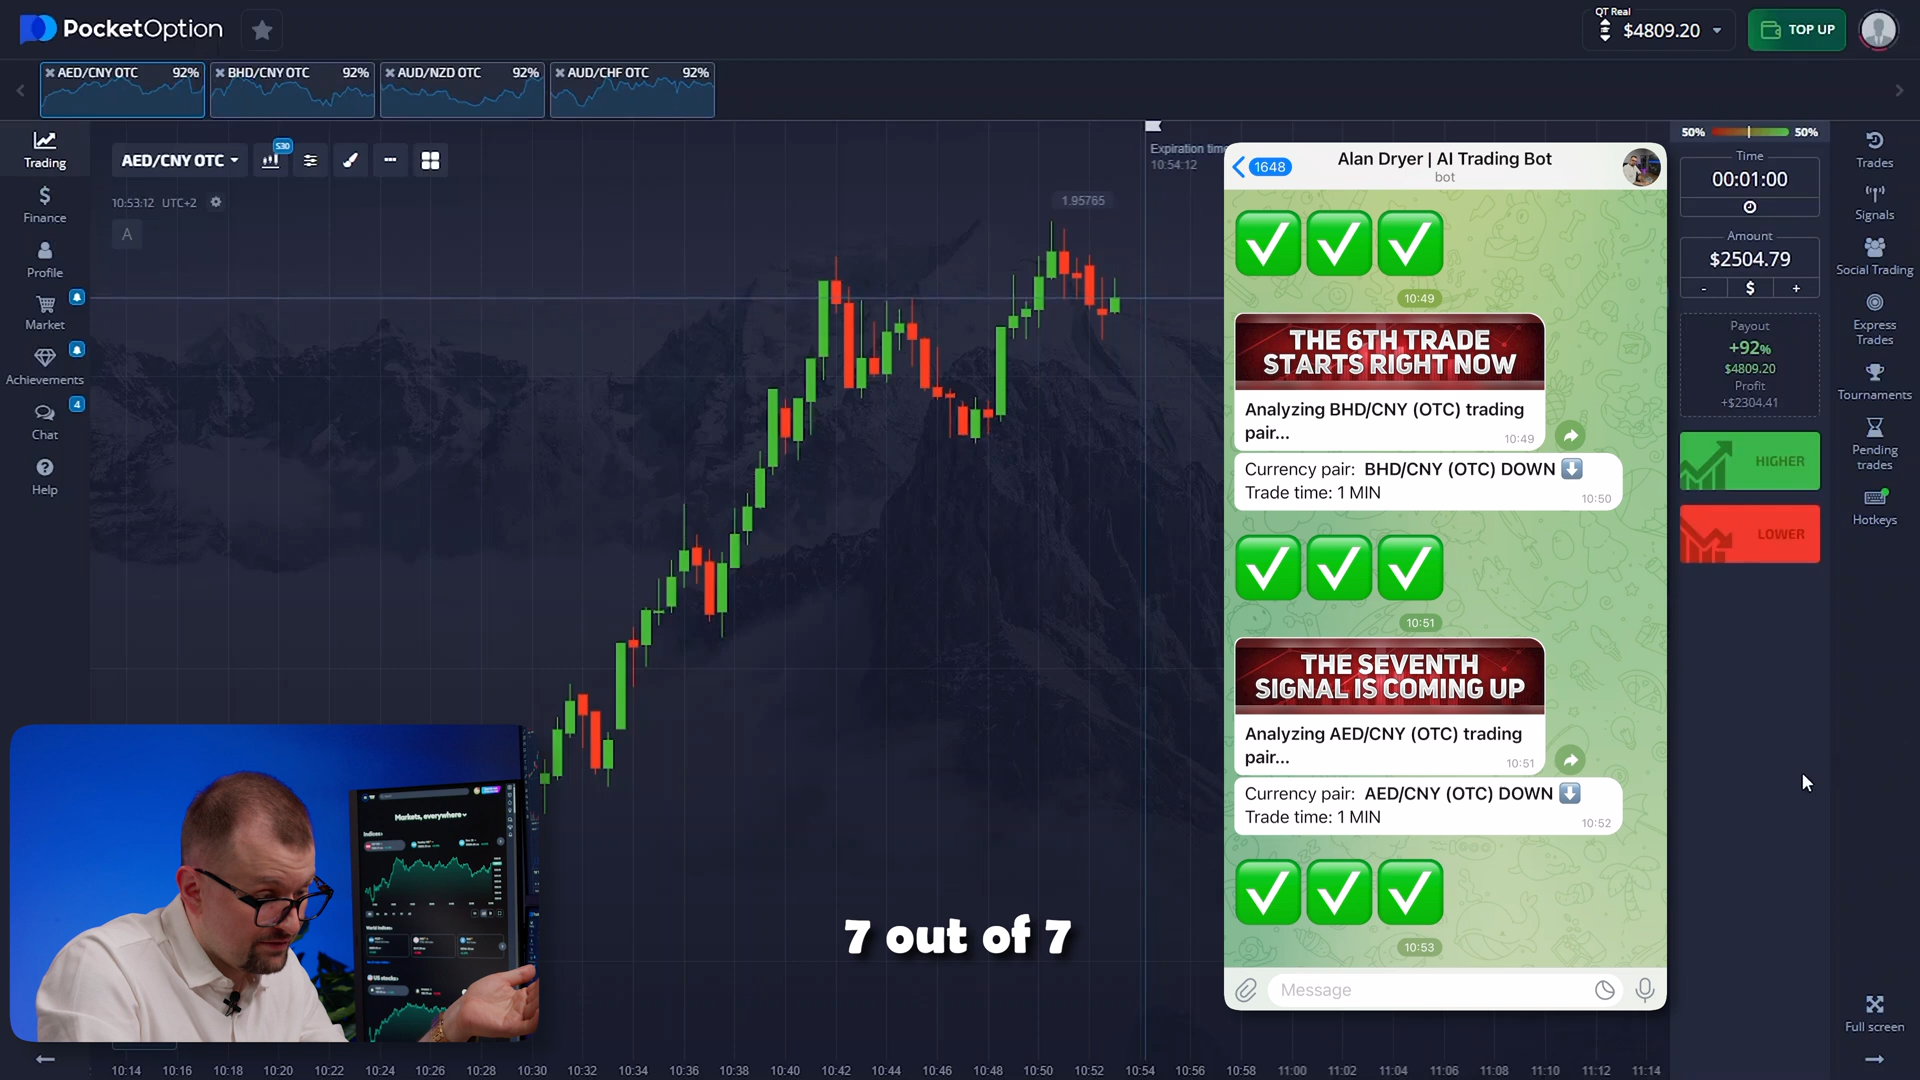 PocketOption
QT Real
$4809.20
TOP UP
AED/CNY OTC 92%
BHD/CNY OTC 92%
AUD/NZD OTC 92%
AUD/CHF OTC 92%
Trading
Finance
Profile
Market
Achievements
4
Chat
Help
AED/CNY OTC
S30
10:53:12 UTC+2
A
1.95765
Expiration time
10:54:12
1648
Alan Dryer | AI Trading Bot
bot
10:49
THE 6TH TRADE
STARTS RIGHT NOW
Analyzing BHD/CNY (OTC) trading
pair...
10:49
Currency pair: BHD/CNY (OTC) DOWN
Trade time: 1 MIN
10:50
10:51
THE SEVENTH
SIGNAL IS COMING UP
Analyzing AED/CNY (OTC) trading
pair...
10:51
Currency pair: AED/CNY (OTC) DOWN
Trade time: 1 MIN
10:52
10:53
Message
50% 50%
Time
00:01:00
Amount
$2504.79
- $ +
Payout
+92%
$4809.20
Profit
+$2304.41
HIGHER
LOWER
Trades
Signals
Social Trading
Express
Trades
Tournaments
Pending
trades
Hotkeys
Full screen
Markets, everywhere
Indices
World indices
US stocks
7 out of 7
10:14 10:16 10:18 10:20 10:22 10:24 10:26 10:28 10:30 10:32 10:34 10:36 10:38 10:40 10:42 10:44 10:46 10:48 10:50 10:52 10:54 10:56 10:58 11:00 11:02 11:04 11:06 11:08 11:10 11:12 11:14